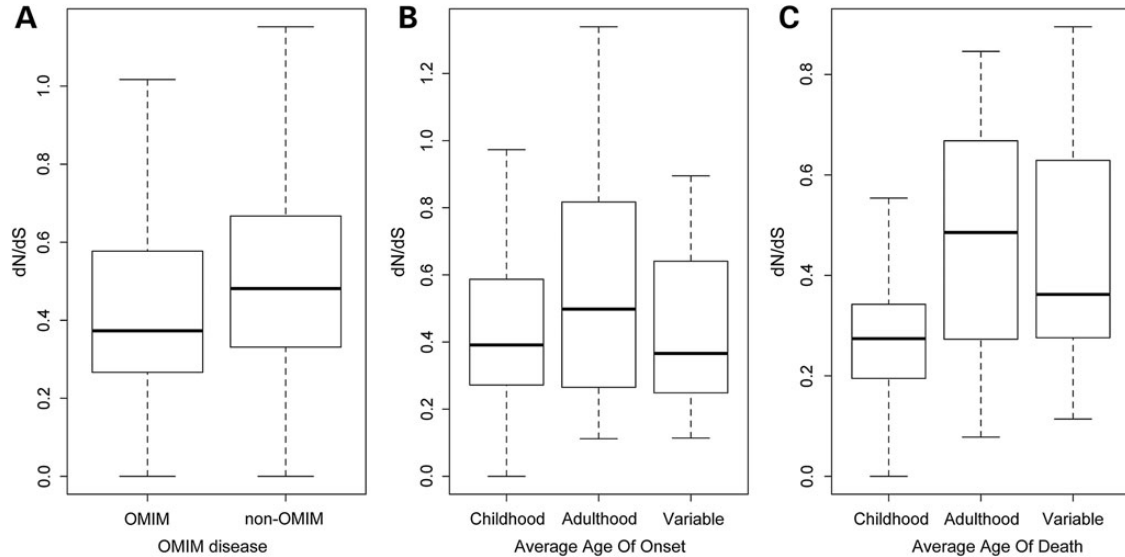 A
dN/dS
1.0
0.8
0.6
0.4
0.2
0.0
OMIM non-OMIM
OMIM disease
B
dN/dS
1.2
1.0
0.8
0.6
0.4
0.2
0.0
Childhood Adulthood Variable
Average Age Of Onset
C
dN/dS
0.8
0.6
0.4
0.2
0.0
Childhood Adulthood Variable
Average Age Of Death